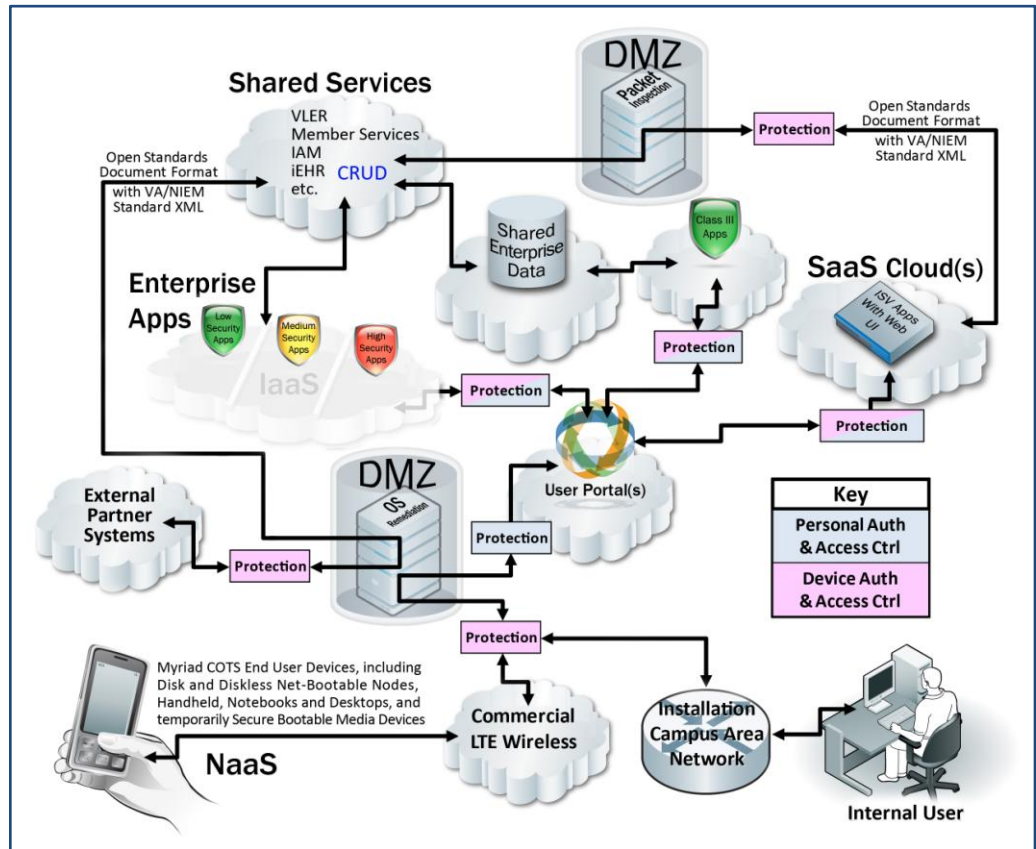 DMZ
Packet
Inspection
Shared Services
VLER
Member Services
IAM
iEHR
etc.
CRUD
Protection
Open Standards
Document Format
with VA/NIEM
Standard XML
Open Standards
Document Format
with VA/NIEM
Standard XML
Shared
Enterprise
Data
Class III
Apps
SaaS Cloud(s)
ISV Apps
With Web
UI
Enterprise
Apps
Low
Security
Apps
Medium
Security
Apps
High
Security
Apps
IaaS
Protection
Protection
Protection
User Portal(s)
DMZ
OS
Remediation
Protection
External
Partner
Systems
Protection
Key
Personal Auth
& Access Ctrl
Device Auth
& Access Ctrl
Protection
Myriad COTS End User Devices, including
Disk and Diskless Net-Bootable Nodes,
Handheld, Notebooks and Desktops, and
temporarily Secure Bootable Media Devices
NaaS
Commercial
LTE Wireless
Installation
Campus Area
Network
Internal User